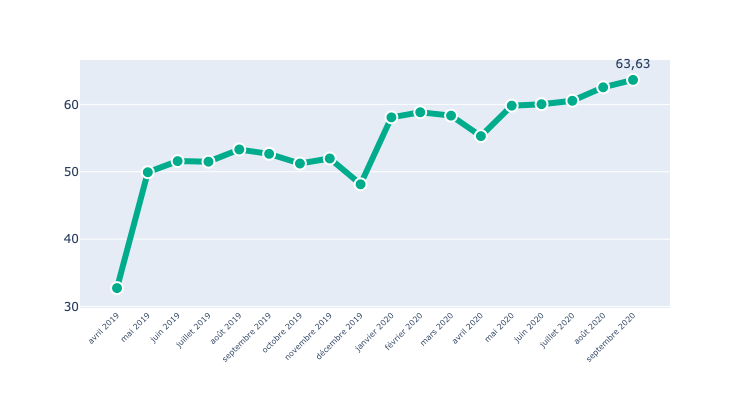 63,63
60
50
40
30
avril 2019
mai 2019
juin 2019
juillet 2019
août 2019
septembre 2019
octobre 2019
novembre 2019
décembre 2019
janvier 2020
février 2020
mars 2020
avril 2020
mai 2020
juin 2020
juillet 2020
août 2020
septembre 2020